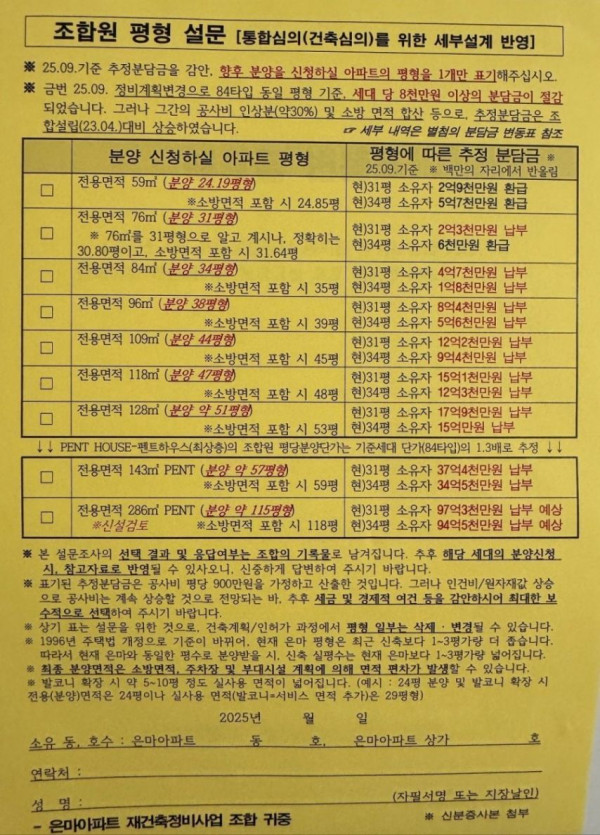 조합원 평형 설문 [통합심의(건축심의)를 위한 세부설계 반영]
※ 25.09.기준 추정분담금을 감안, 향후 분양을 신청하실 아파트의 평형을 1개만 표기해주십시오.
※ 금번 25.09. 정비계획변경으로 84타입 동일 평형 기준, 세대 당 8천만원 이상의 분담금이 절감
되었습니다. 그러나 그간의 공사비 인상분(약30%) 및 소방 면적 합산 등으로, 추정분담금은 조
합설립(23.04.)대비 상승하였습니다.
☞ 세부 내역은 별첨의 분담금 변동표 참조
분양 신청하실 아파트 평형
평형에 따른 추정 분담금 ※
25.09.기준 ※ 백만의 자리에서 반올림
□ 전용면적 59㎡ (분양 24.19평형) 현)31평 소유자 2억9천만원 환급
※소방면적 포함 시 24.85평 현)34평 소유자 5억7천만원 환급
□ 전용면적 76㎡ (분양 31평형)
※ 76㎡를 31평형으로 알고 계시나, 정확히는 현)31평 소유자 2억3천만원 납부
30.80평이고, 소방면적 포함 시 31.64평 현)34평 소유자 6천만원 환급
□ 전용면적 84㎡ (분양 34평형) 현)31평 소유자 4억7천만원 납부
※소방면적 포함 시 35평 현)34평 소유자 1억8천만원 납부
□ 전용면적 96㎡ (분양 38평형) 현)31평 소유자 8억4천만원 납부
※소방면적 포함 시 39평 현)34평 소유자 5억6천만원 납부
□ 전용면적 109㎡ (분양 44평형) 현)31평 소유자 12억2천만원 납부
※소방면적 포함 시 45평 현)34평 소유자 9억4천만원 납부
□ 전용면적 118㎡ (분양 47평형) 현)31평 소유자 15억1천만원 납부
※소방면적 포함 시 48평 현)34평 소유자 12억3천만원 납부
□ 전용면적 128㎡ (분양 약 51평형) 현)31평 소유자 17억9천만원 납부
※소방면적 포함 시 53평 현)34평 소유자 15억만원 납부
↓↓ PENT HOUSE-펜트하우스(최상층)의 조합원 평당분양단가는 기준세대 단가(84타입)의 1.3배로 추정 ↓↓
□ 전용면적 143㎡ PENT (분양 약 57평형) 현)31평 소유자 37억4천만원 납부
※소방면적 포함 시 59평 현)34평 소유자 34억5천만원 납부
□ 전용면적 286㎡ PENT (분양 약 115평형) 현)31평 소유자 97억3천만원 납부 예상
※신설검토 ※소방면적 포함 시 118평 현)34평 소유자 94억5천만원 납부 예상
※ 본 설문조사의 선택 결과 및 응답여부는 조합의 기록물로 남겨집니다. 추후 해당 세대의 분양신청
시, 참고자료로 반영될 수 있사오니, 신중하게 답변하여 주시기 바랍니다.
※ 표기된 추정분담금은 공사비 평당 900만원을 가정하고 산출한 것입니다. 그러나 인건비/원자재값 상승
으로 공사비는 계속 상승할 것으로 전망되는 바, 추후 세금 및 경제적 여건 등을 감안하시어 최대한 보
수적으로 선택하여 주시기 바랍니다.
※ 상기 표는 설문을 위한 것으로, 건축계획/인허가 과정에서 평형 일부는 삭제ㆍ변경될 수 있습니다.
※ 1996년 주택법 개정으로 기준이 바뀌어, 현재 은마 평형은 최근 신축보다 1~3평가량 더 좁습니다.
따라서 현재 은마와 동일한 평수로 분양받을 시, 신축 실평수는 현재 은마보다 1~3평가량 넓어집니다.
※ 최종 분양면적은 소방면적, 주차장 및 부대시설 계획에 의해 면적 편차가 발생할 수 있습니다.
※ 발코니 확장 시 약 5~10평 정도 실사용 면적이 넓어집니다. (예시 : 24평 분양 및 발코니 확장 시
전용(분양)면적은 24평이나 실사용 면적(발코니=서비스 면적 추가)은 29평형)
2025년 월 일
소유 동, 호수 : 은마아파트 동 호, 은마아파트 상가 호
연락처 :
성 명 : (자필서명 또는 지장날인)
- 은마아파트 재건축정비사업 조합 귀중 ※ 신분증사본 첨부